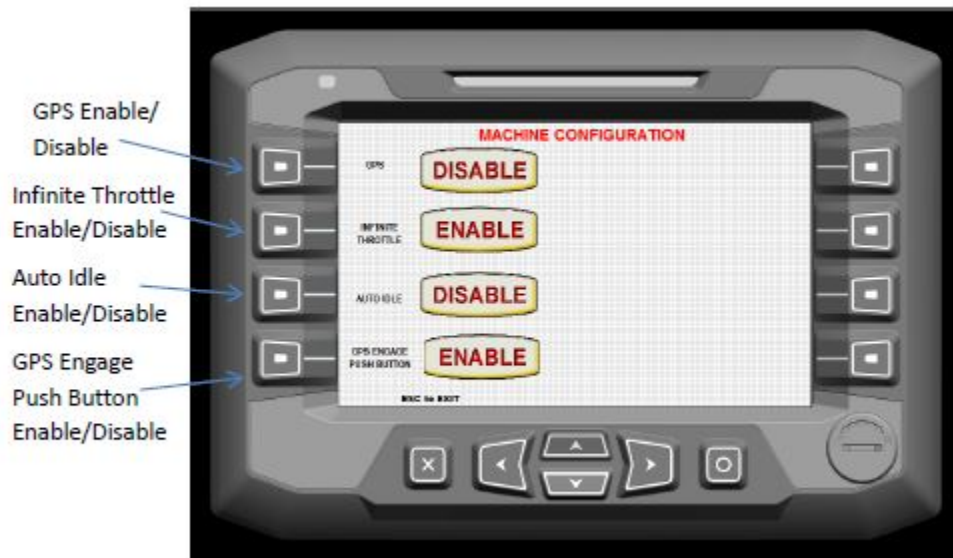 GPS Enable/
Disable
Infinite Throttle
Enable/Disable
Auto Idle
Enable/Disable
GPS Engage
Push Button
Enable/Disable
MACHINE CONFIGURATION
GPS
DISABLE
INFINITE
THROTTLE
ENABLE
AUTO IDLE
DISABLE
GPS ENGAGE
PUSH BUTTON
ENABLE
ESC to EXIT